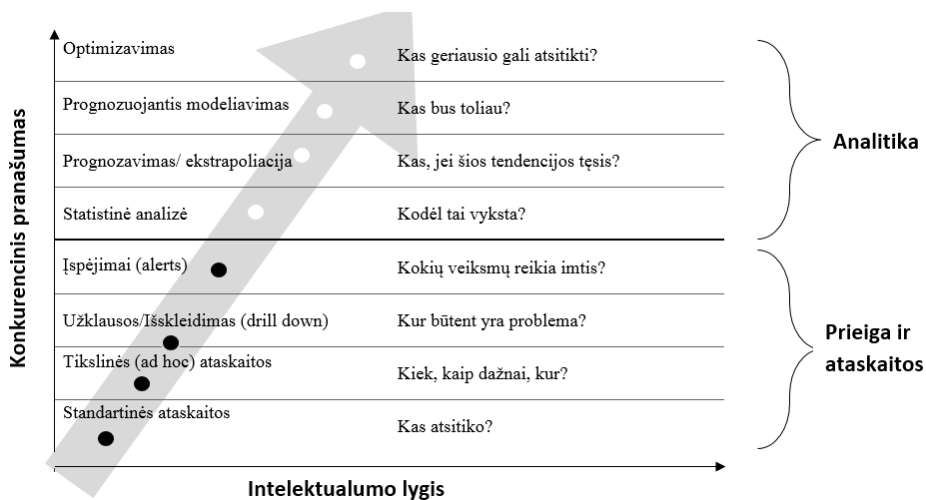 Konkurencinis pranašumas
Optimizavimas
Kas geriausio gali atsitikti?
Prognozuojantis modeliavimas
Kas bus toliau?
Prognozavimas/ ekstrapoliacija
Kas, jei šios tendencijos tęsis?
Statistinė analizė
Kodėl tai vyksta?
Įspėjimai (alerts)
Kokių veiksmų reikia imtis?
Užklausos/Išskleidimas (drill down)
Kur būtent yra problema?
Tikslinės (ad hoc) ataskaitos
Kiek, kaip dažnai, kur?
Standartinės ataskaitos
Kas atsitiko?
Analitika
Prieiga ir
ataskaitos
Intelektualumo lygis